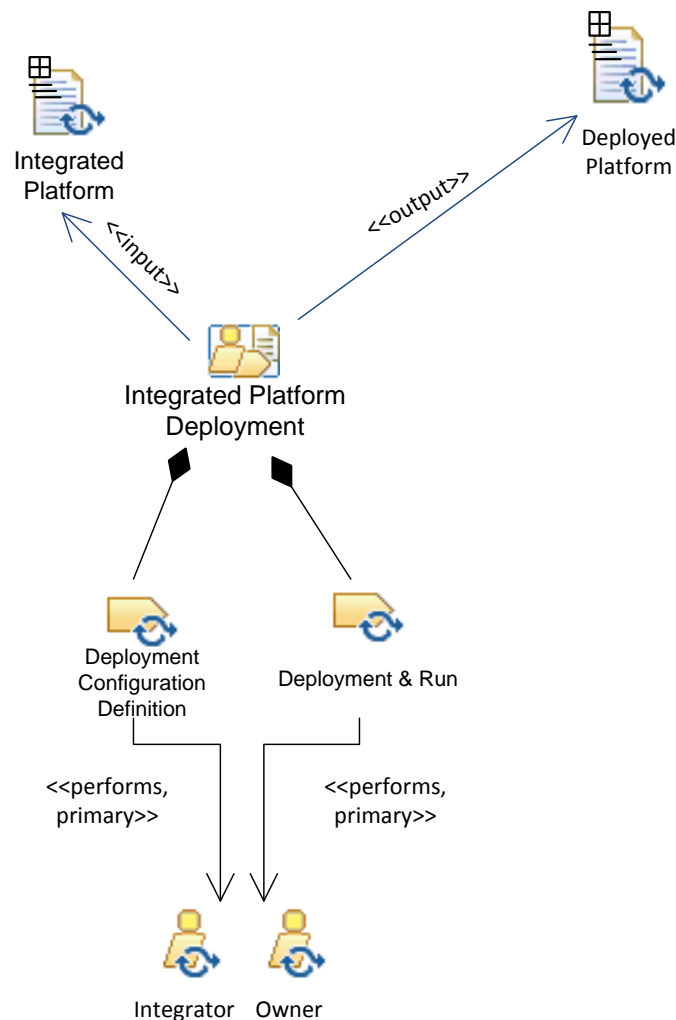 Integrated
Platform
Deployed
Platform
<<input>>
<<output>>
Integrated Platform
Deployment
Deployment
Configuration
Definition
Deployment & Run
<<performs,
primary>>
<<performs,
primary>>
Integrator
Owner